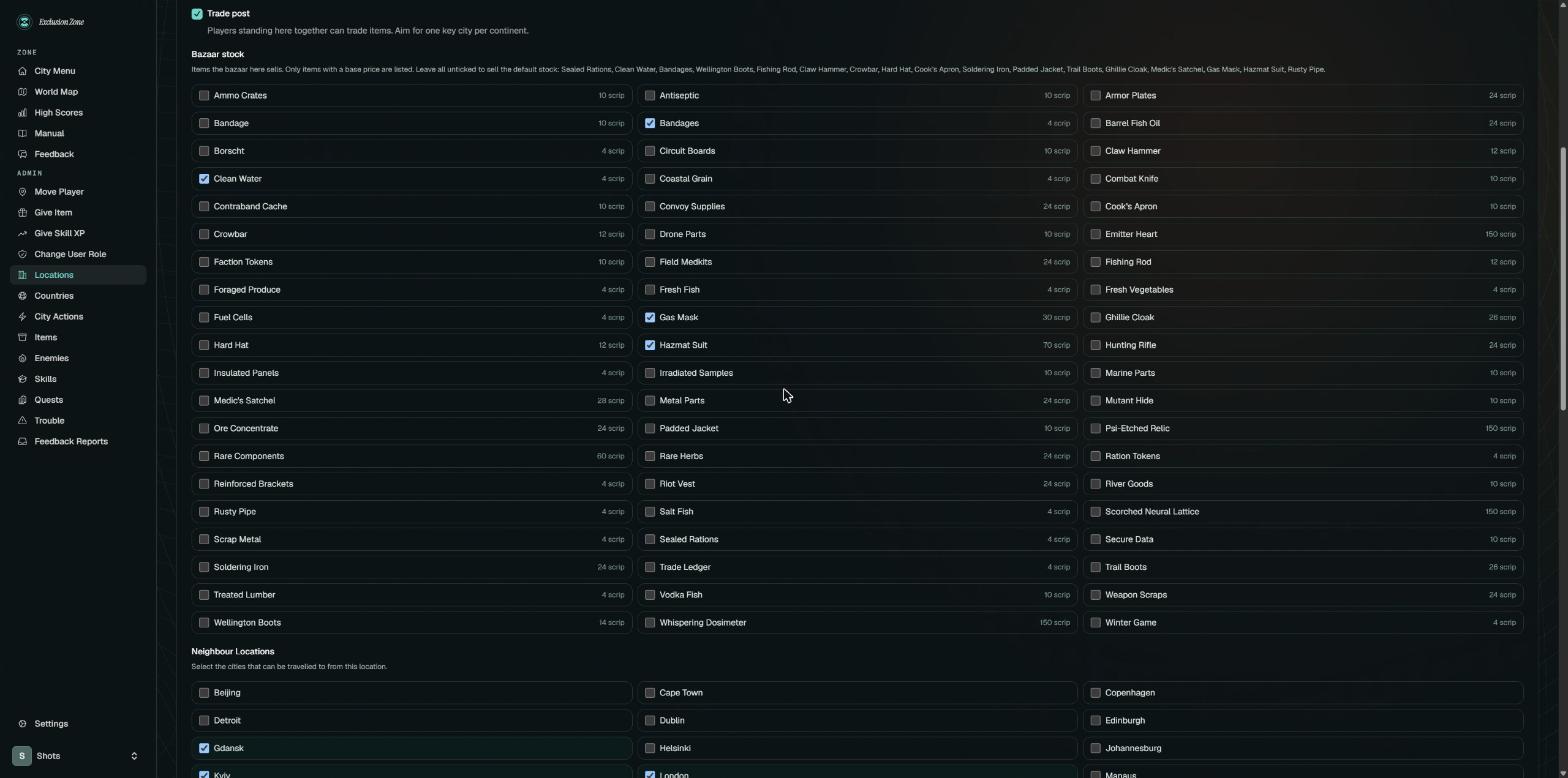 Exclusion Zone
ZONE
City Menu
World Map
High Scores
Manual
Feedback
ADMIN
Move Player
Give Item
Give Skill XP
Change User Role
Locations
Countries
City Actions
Items
Enemies
Skills
Quests
Trouble
Feedback Reports
Settings
S Shots
Trade post
Players standing here together can trade items. Aim for one key city per continent.
Bazaar stock
Items the bazaar here sells. Only items with a base price are listed. Leave all unticked to sell the default stock: Sealed Rations, Clean Water, Bandages, Wellington Boots, Fishing Rod, Claw Hammer, Crowbar, Hard Hat, Cook's Apron, Soldering Iron, Padded Jacket, Trail Boots, Ghillie Cloak, Medic's Satchel, Gas Mask, Hazmat Suit, Rusty Pipe.
Ammo Crates 10 scrip Antiseptic 10 scrip Armor Plates 24 scrip
Bandage 10 scrip Bandages 4 scrip Barrel Fish Oil 24 scrip
Borscht 4 scrip Circuit Boards 10 scrip Claw Hammer 12 scrip
Clean Water 4 scrip Coastal Grain 4 scrip Combat Knife 10 scrip
Contraband Cache 10 scrip Convoy Supplies 24 scrip Cook's Apron 10 scrip
Crowbar 12 scrip Drone Parts 10 scrip Emitter Heart 150 scrip
Faction Tokens 10 scrip Field Medkits 24 scrip Fishing Rod 12 scrip
Foraged Produce 4 scrip Fresh Fish 4 scrip Fresh Vegetables 4 scrip
Fuel Cells 4 scrip Gas Mask 30 scrip Ghillie Cloak 26 scrip
Hard Hat 12 scrip Hazmat Suit 70 scrip Hunting Rifle 24 scrip
Insulated Panels 4 scrip Irradiated Samples 10 scrip Marine Parts 10 scrip
Medic's Satchel 28 scrip Metal Parts 24 scrip Mutant Hide 10 scrip
Ore Concentrate 24 scrip Padded Jacket 10 scrip Psi-Etched Relic 150 scrip
Rare Components 60 scrip Rare Herbs 24 scrip Ration Tokens 4 scrip
Reinforced Brackets 4 scrip Riot Vest 24 scrip River Goods 10 scrip
Rusty Pipe 4 scrip Salt Fish 4 scrip Scorched Neural Lattice 150 scrip
Scrap Metal 4 scrip Sealed Rations 4 scrip Secure Data 10 scrip
Soldering Iron 24 scrip Trade Ledger 4 scrip Trail Boots 26 scrip
Treated Lumber 4 scrip Vodka Fish 10 scrip Weapon Scraps 24 scrip
Wellington Boots 14 scrip Whispering Dosimeter 150 scrip Winter Game 4 scrip
Neighbour Locations
Select the cities that can be travelled to from this location.
Beijing Cape Town Copenhagen
Detroit Dublin Edinburgh
Gdansk Helsinki Johannesburg
Kyiv London Manaus